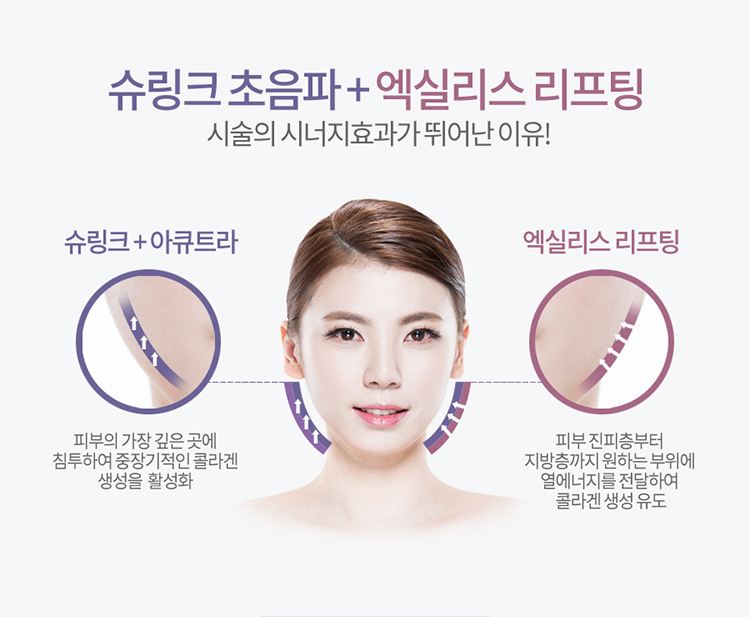 슈링크 초음파 + 엑실리스 리프팅
시술의 시너지효과가 뛰어난 이유!
슈링크 + 아큐트라
피부의 가장 깊은 곳에
침투하여 중장기적인 콜라겐
생성을 활성화
엑실리스 리프팅
피부 진피층부터
지방층까지 원하는 부위에
열에너지를 전달하여
콜라겐 생성 유도